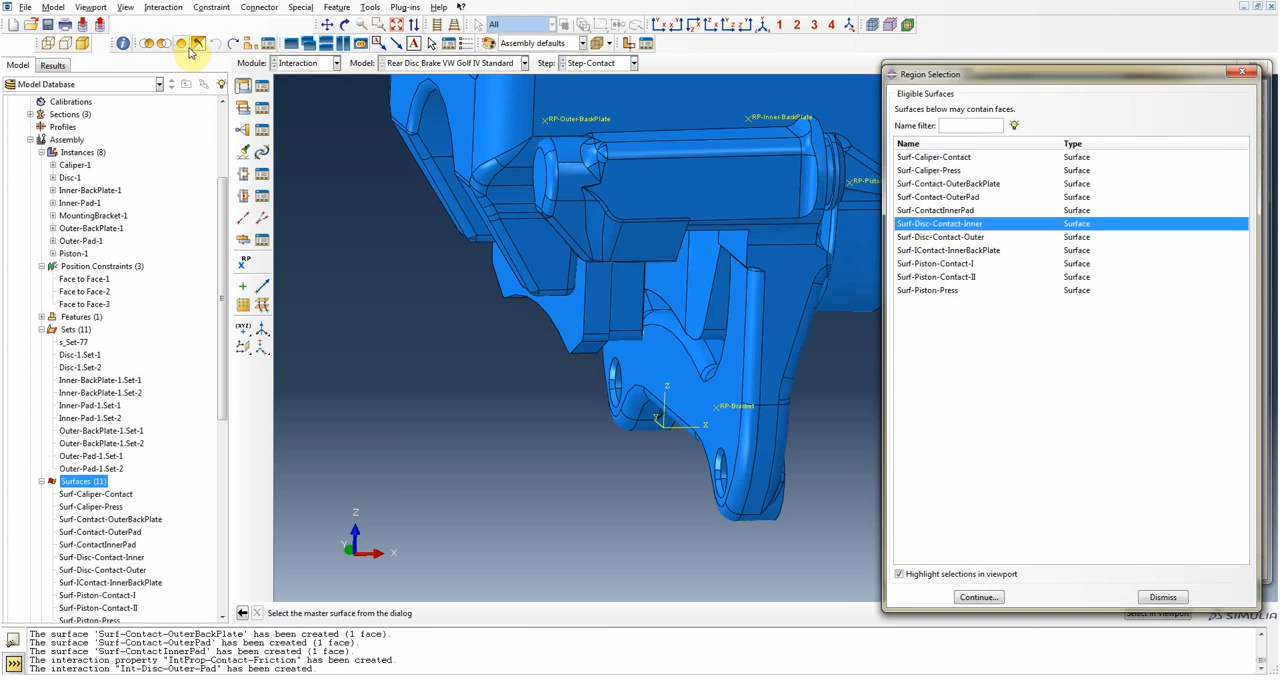 File Model Viewport View Interaction Constraint Connector Special Feature Tools Plug-ins Help
All
1 2 3
A
Assembly defaults
Model Results
Module: Interaction Model: Rear Disc Brake VW Golf IV Standard Step: Step-Contact
Model Database
Calibrations
Sections (3)
Profiles
Assembly
Instances (8)
Caliper-1
Disc-1
Inner-BackPlate-1
Inner-Pad-1
MountingBracket-1
Outer-BackPlate-1
Outer-Pad-1
Piston-1
Position Constraints (3)
Face to Face-1
Face to Face-2
Face to Face-3
Features (1)
Sets (11)
s_Set-77
Disc-1.Set-1
Disc-1.Set-2
Inner-BackPlate-1.Set-1
Inner-BackPlate-1.Set-2
Inner-Pad-1.Set-1
Inner-Pad-1.Set-2
Outer-BackPlate-1.Set-1
Outer-BackPlate-1.Set-2
Outer-Pad-1.Set-1
Outer-Pad-1.Set-2
Surfaces (11)
Surf-Caliper-Contact
Surf-Caliper-Press
Surf-Contact-OuterBackPlate
Surf-Contact-OuterPad
Surf-ContactInnerPad
Surf-Disc-Contact-Inner
Surf-Disc-Contact-Outer
Surf-IContact-InnerBackPlate
Surf-Piston-Contact-I
Surf-Piston-Contact-II
Surf-Piston-Press
RP
(XYZ)
RP-Outer-BackPlate
RP-Inner-BackPlate
RP-Pisto
RP-Bracket
Z
Y X
Z
Y X
Region Selection
Eligible Surfaces
Surfaces below may contain faces.
Name filter:
Name Type
Surf-Caliper-Contact Surface
Surf-Caliper-Press Surface
Surf-Contact-OuterBackPlate Surface
Surf-Contact-OuterPad Surface
Surf-ContactInnerPad Surface
Surf-Disc-Contact-Inner Surface
Surf-Disc-Contact-Outer Surface
Surf-IContact-InnerBackPlate Surface
Surf-Piston-Contact-I Surface
Surf-Piston-Contact-II Surface
Surf-Piston-Press Surface
Highlight selections in viewport
Continue... Dismiss
Select the master surface from the dialog
SIMULIA
The surface 'Surf-Contact-OuterBackPlate' has been created (1 face).
The surface 'Surf-Contact-OuterPad' has been created (1 face).
The surface 'Surf-ContactInnerPad' has been created (1 face).
The interaction property "IntProp-Contact-Friction" has been created.
The interaction "Int-Disc-Outer-Pad" has been created.